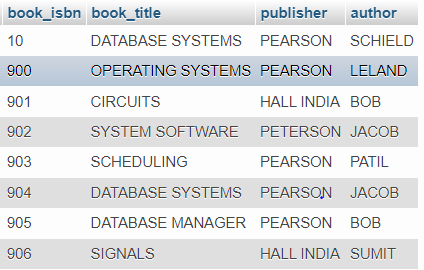 book_isbn book_title publisher author
10 DATABASE SYSTEMS PEARSON SCHIELD
900 OPERATING SYSTEMS PEARSON LELAND
901 CIRCUITS HALL INDIA BOB
902 SYSTEM SOFTWARE PETERSON JACOB
903 SCHEDULING PEARSON PATIL
904 DATABASE SYSTEMS PEARSON JACOB
905 DATABASE MANAGER PEARSON BOB
906 SIGNALS HALL INDIA SUMIT